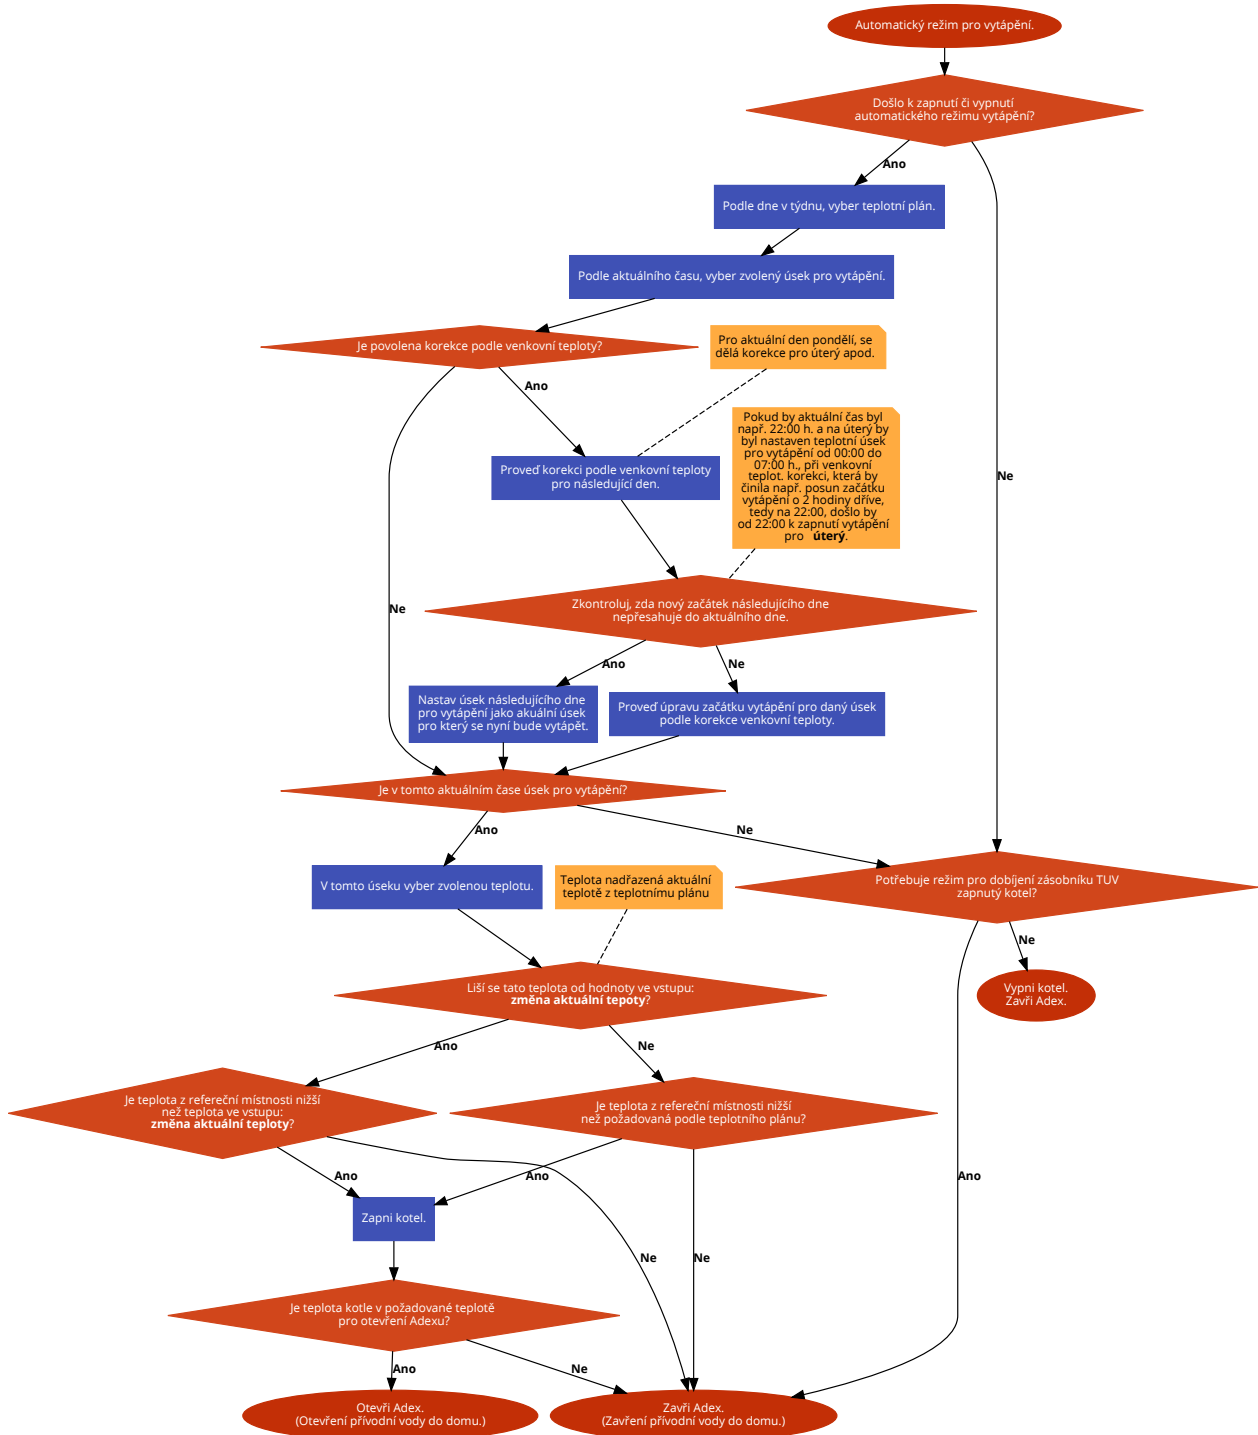 Automatický režim pro vytápění.
Došlo k zapnutí či vypnutí
automatického režimu vytápění?
Ano
Podle dne v týdnu, vyber teplotní plán.
Podle aktuálního času, vyber zvolený úsek pro vytápění.
Je povolena korekce podle venkovní teploty?
Pro aktuální den pondělí, se
dělá korekce pro úterý apod.
Ano
Pokud by aktuální čas byl
např. 22:00 h. a na úterý by
byl nastaven teplotní úsek
pro vytápění od 00:00 do
07:00 h., při venkovní
teplot. korekci, která by
činila např. posun začátku
vytápění o 2 hodiny dříve,
tedy na 22:00, došlo by
od 22:00 k zapnutí vytápění
pro úterý.
Proveď korekci podle venkovní teploty
pro následující den.
Ne
Ne
Zkontroluj, zda nový začátek následujícího dne
nepřesahuje do aktuálního dne.
Ano
Ne
Nastav úsek následujícího dne
pro vytápění jako akuální úsek
pro který se nyní bude vytápět.
Proveď úpravu začátku vytápění pro daný úsek
podle korekce venkovní teploty.
Je v tomto aktuálním čase úsek pro vytápění?
Ano
Ne
V tomto úseku vyber zvolenou teplotu.
Teplota nadřazená aktuální
teplotě z teplotnímu plánu
Potřebuje režim pro dobíjení zásobníku TUV
zapnutý kotel?
Ne
Vypni kotel.
Zavři Adex.
Liší se tato teplota od hodnoty ve vstupu:
změna aktuální tepoty?
Ano
Ne
Je teplota z refereční místnosti nižší
než teplota ve vstupu:
změna aktuální teploty?
Je teplota z refereční místnosti nižší
než požadovaná podle teplotního plánu?
Ano
Ano
Ano
Zapni kotel.
Ne
Ne
Je teplota kotle v požadované teplotě
pro otevření Adexu?
Ano
Ne
Otevři Adex.
(Otevření přívodní vody do domu.)
Zavři Adex.
(Zavření přívodní vody do domu.)